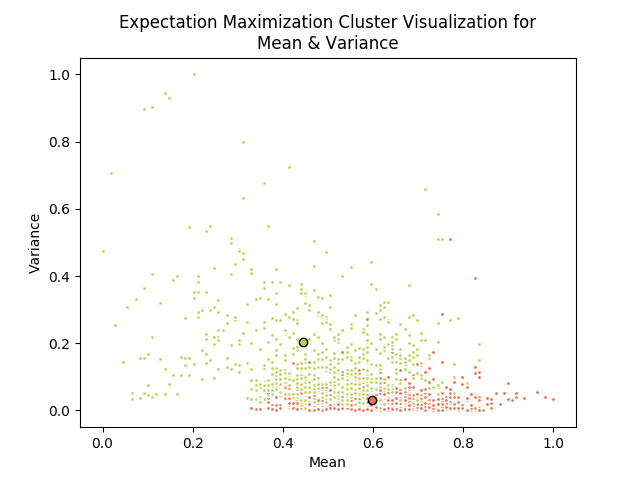 Expectation Maximization Cluster Visualization for
Mean & Variance
Variance
1.0
0.8
0.6
0.4
0.2
0.0
0.0 0.2 0.4 0.6 0.8 1.0
Mean